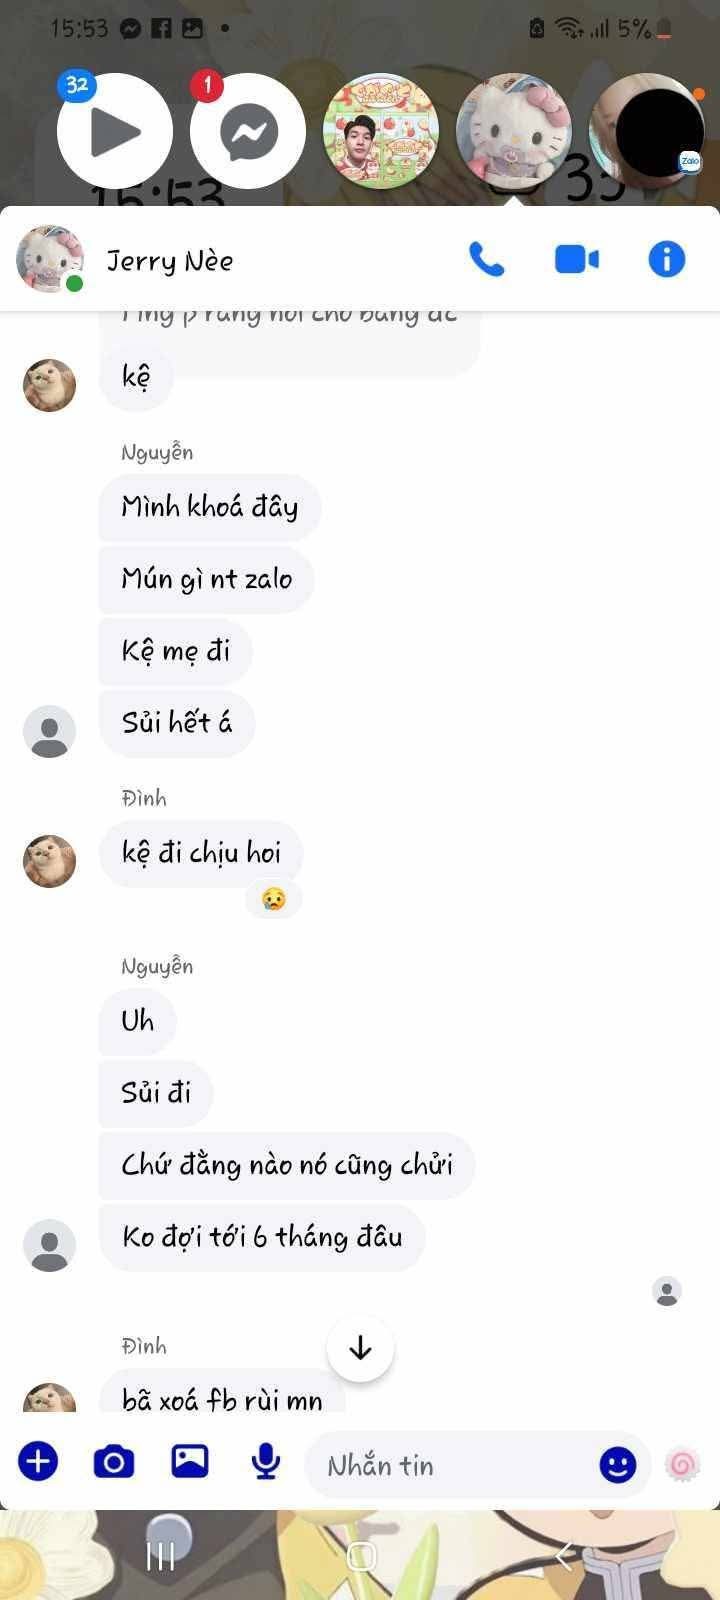 15:53
5%
32
1
15:53
Zalo
Jerry Nèe
kệ
Nguyễn
Mình khoá đây
Mún gì nt zalo
Kệ mẹ đi
Sủi hết á
Đình
kệ đi chịu hoi
Nguyễn
Uh
Sủi đi
Chứ đằng nào nó cũng chửi
Ko đợi tới 6 tháng đâu
Đình
bã xoá fb rùi mn
Nhắn tin